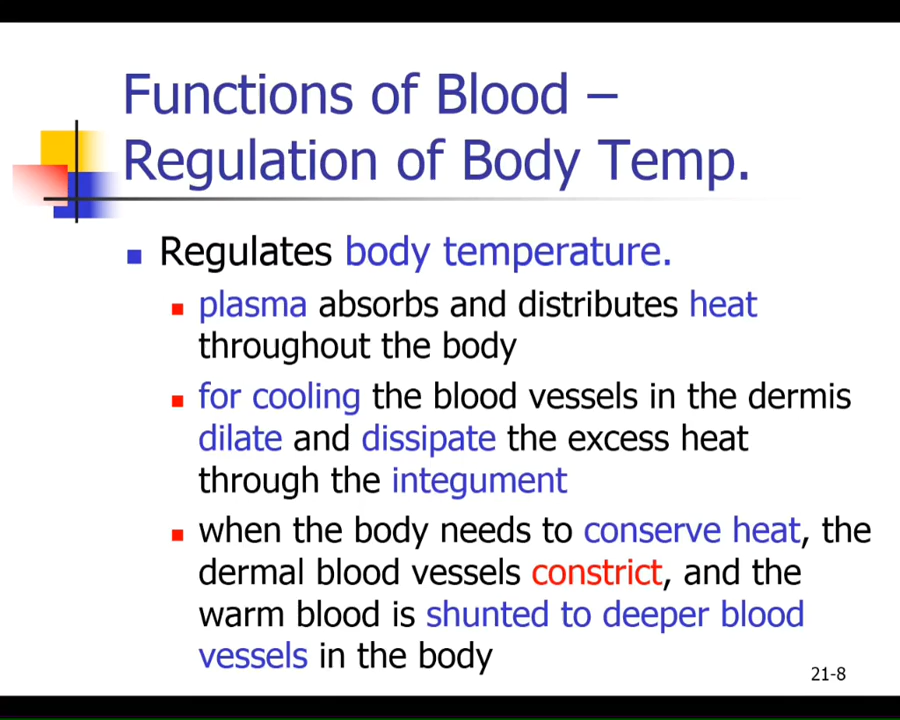 Functions of Blood –
Regulation of Body Temp.
Regulates body temperature.
plasma absorbs and distributes heat
throughout the body
for cooling the blood vessels in the dermis
dilate and dissipate the excess heat
through the integument
when the body needs to conserve heat, the
dermal blood vessels constrict, and the
warm blood is shunted to deeper blood
vessels in the body
21-8